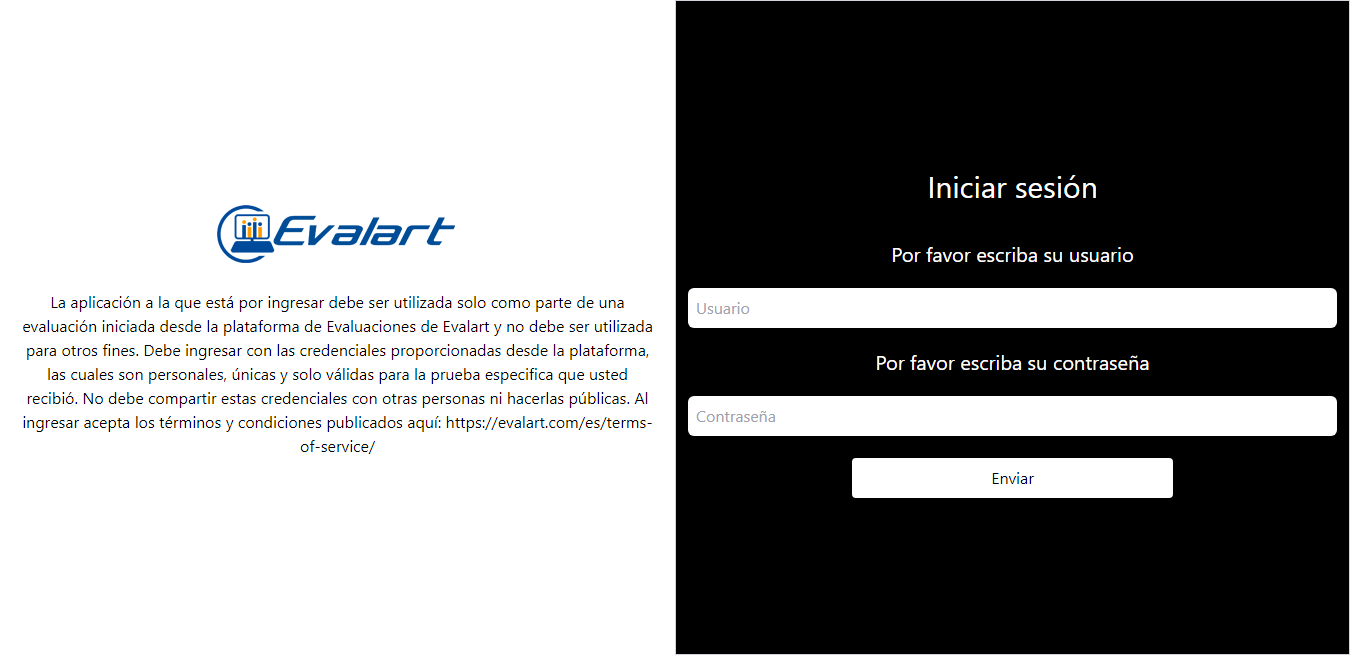 Evalart
La aplicación a la que está por ingresar debe ser utilizada solo como parte de una
evaluación iniciada desde la plataforma de Evaluaciones de Evalart y no debe ser utilizada
para otros fines. Debe ingresar con las credenciales proporcionadas desde la plataforma,
las cuales son personales, únicas y solo válidas para la prueba especifica que usted
recibió. No debe compartir estas credenciales con otras personas ni hacerlas públicas. Al
ingresar acepta los términos y condiciones publicados aquí: https://evalart.com/es/terms-
of-service/
Iniciar sesión
Por favor escriba su usuario
Usuario
Por favor escriba su contraseña
Contraseña
Enviar